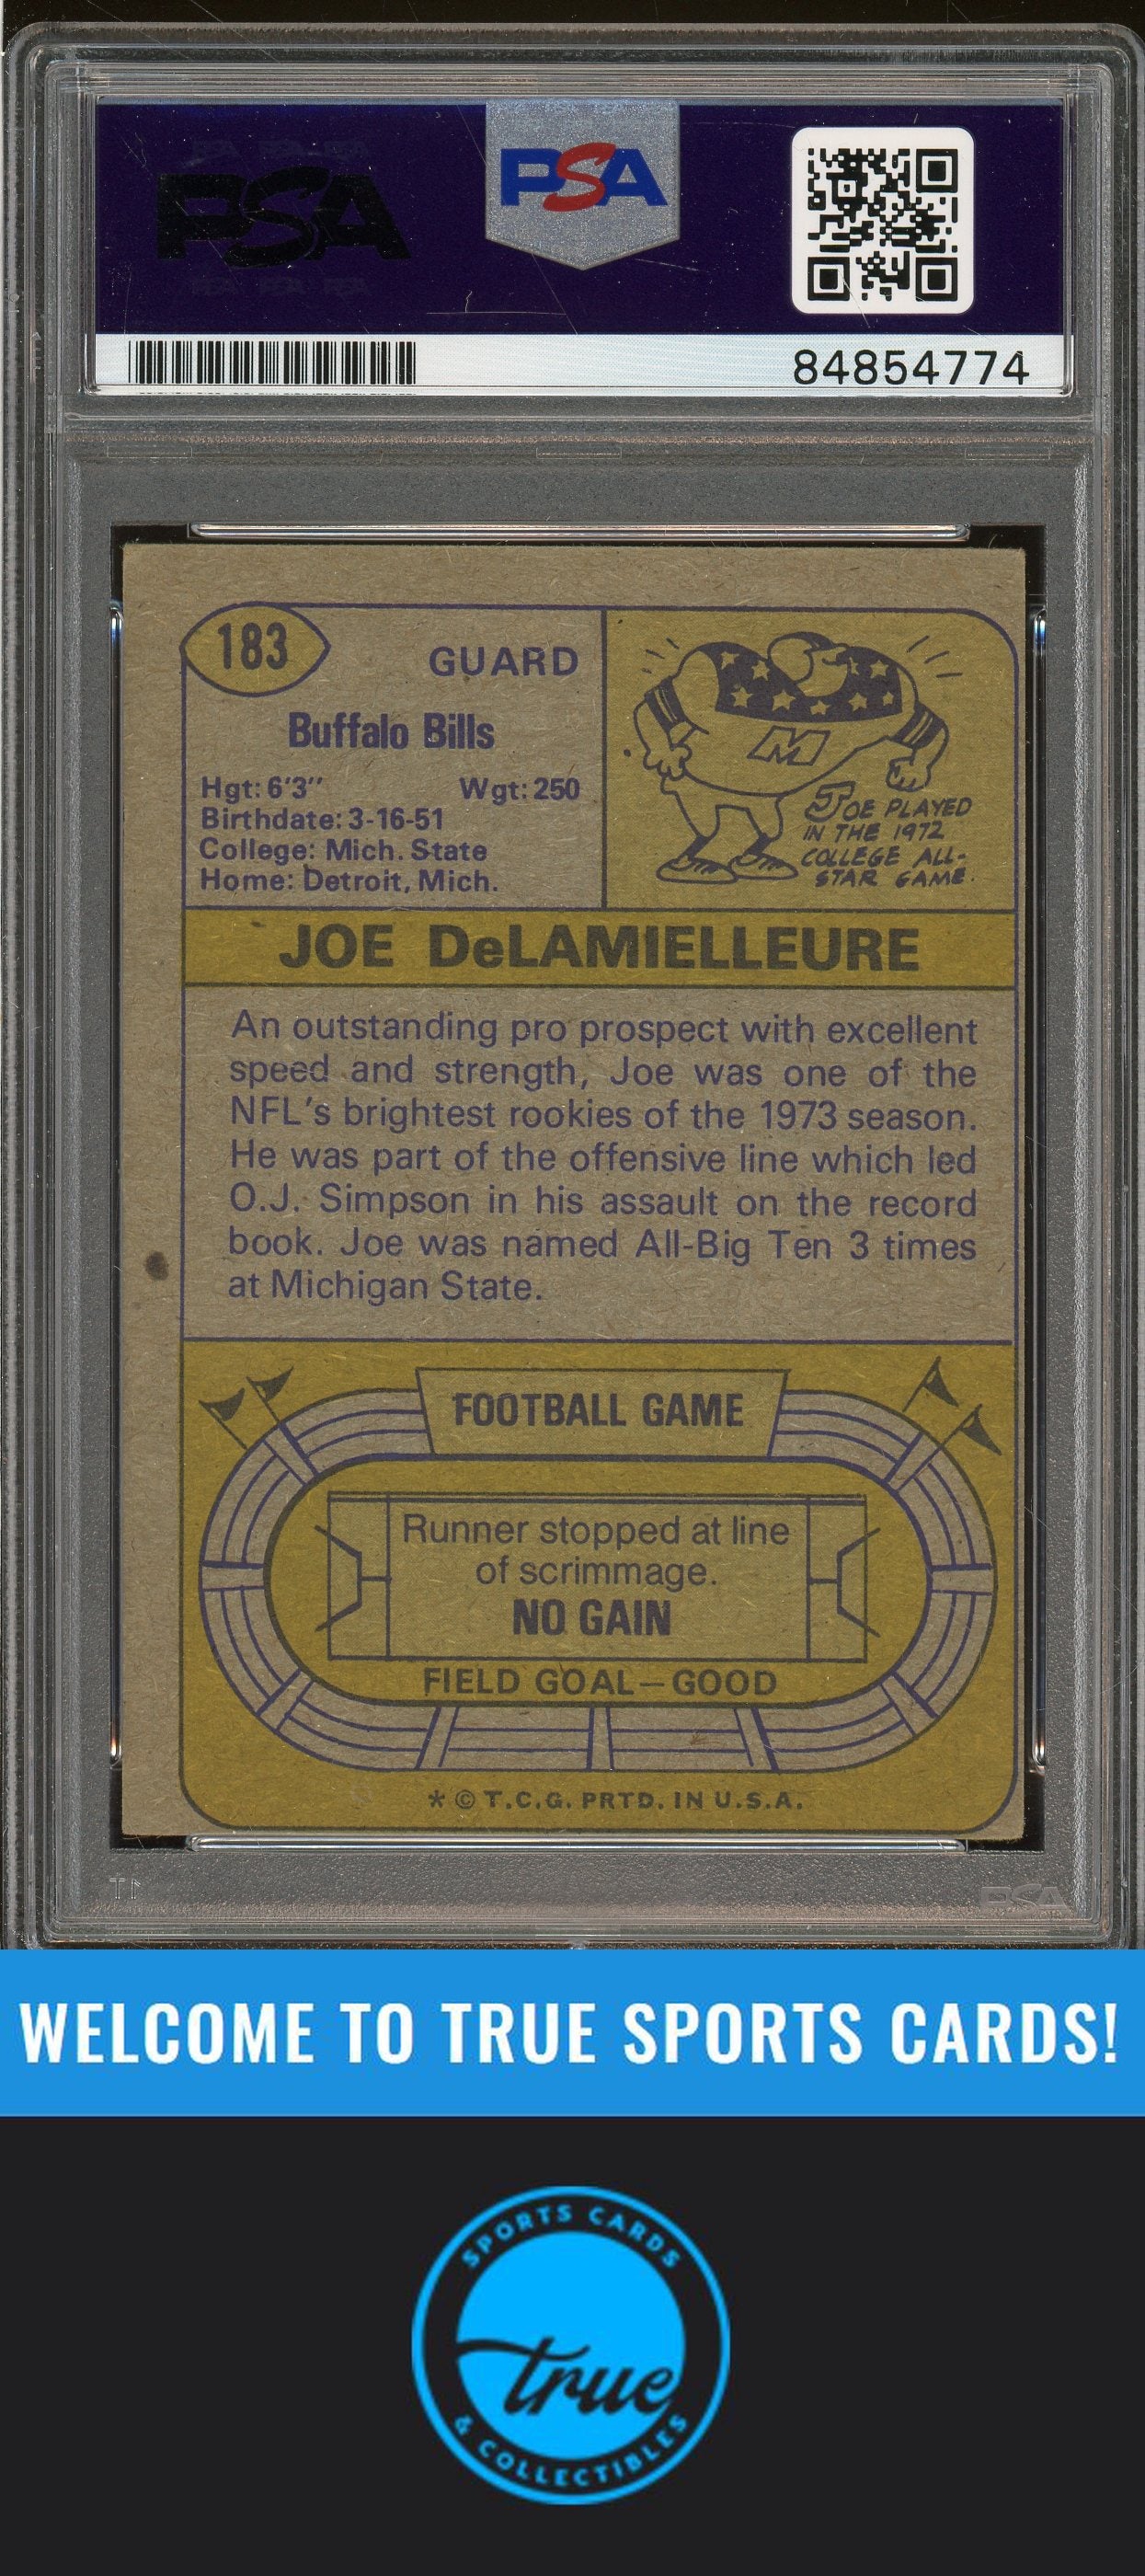 PSA
PSA
84854774
183
GUARD
Buffalo Bills
Hgt: 6'3" Wgt: 250
Birthdate: 3-16-51
College: Mich. State
Home: Detroit, Mich.
JOE PLAYED
IN THE 1972
COLLEGE ALL-
STAR GAME.
M
JOE DeLAMIELLEURE
An outstanding pro prospect with excellent
speed and strength, Joe was one of the
NFL's brightest rookies of the 1973 season.
He was part of the offensive line which led
O.J. Simpson in his assault on the record
book. Joe was named All-Big Ten 3 times
at Michigan State.
FOOTBALL GAME
Runner stopped at line
of scrimmage.
NO GAIN
FIELD GOAL—GOOD
* © T.C.G. PRTD. IN U.S.A.
PSA
WELCOME TO TRUE SPORTS CARDS!
SPORTS CARDS
true
& COLLECTIBLES